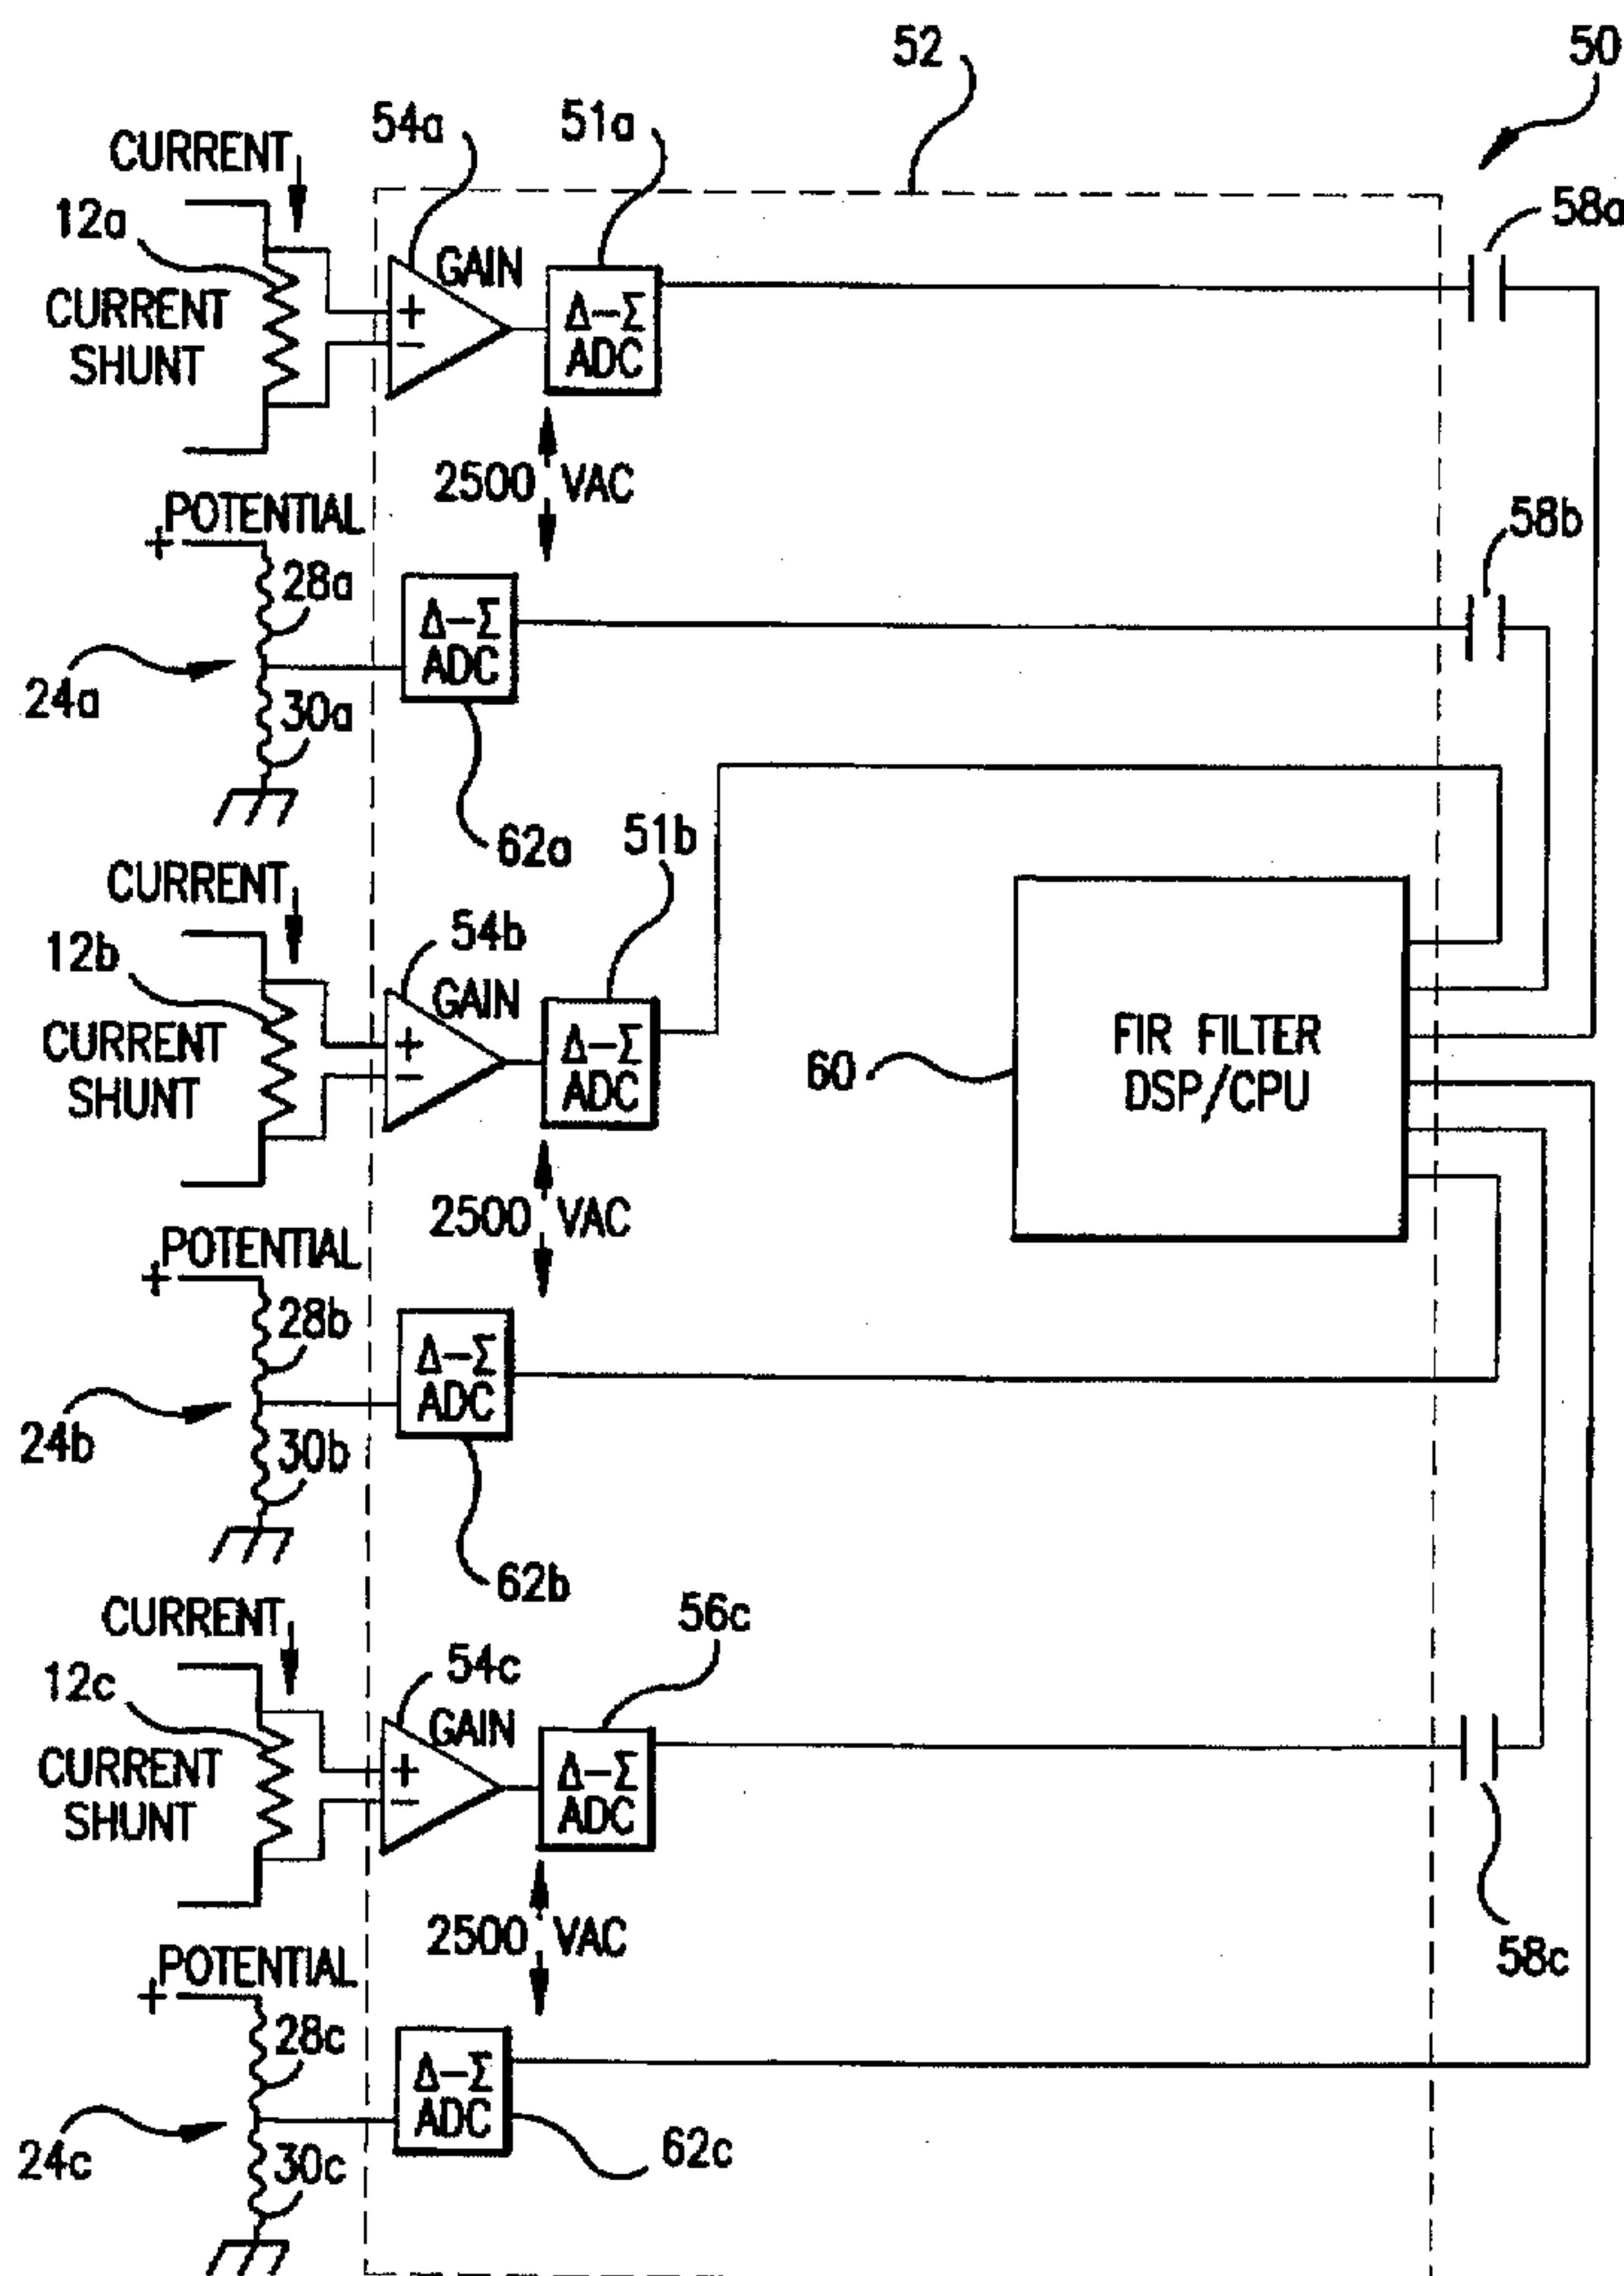 52
50
54a
51a
CURRENT
58a
12a
GAIN
+
−
Δ–Σ
ADC
CURRENT
SHUNT
2500 VAC
+ POTENTIAL
58b
28a
Δ–Σ
ADC
24a
30a
62a
51b
CURRENT
54b
12b
GAIN
+
−
Δ–Σ
ADC
CURRENT
SHUNT
60
FIR FILTER
DSP/CPU
2500 VAC
+ POTENTIAL
28b
Δ–Σ
ADC
24b
30b
62b
56c
CURRENT
54c
12c
GAIN
+
−
Δ–Σ
ADC
CURRENT
SHUNT
2500 VAC
58c
+ POTENTIAL
28c
Δ–Σ
ADC
24c
30c
62c